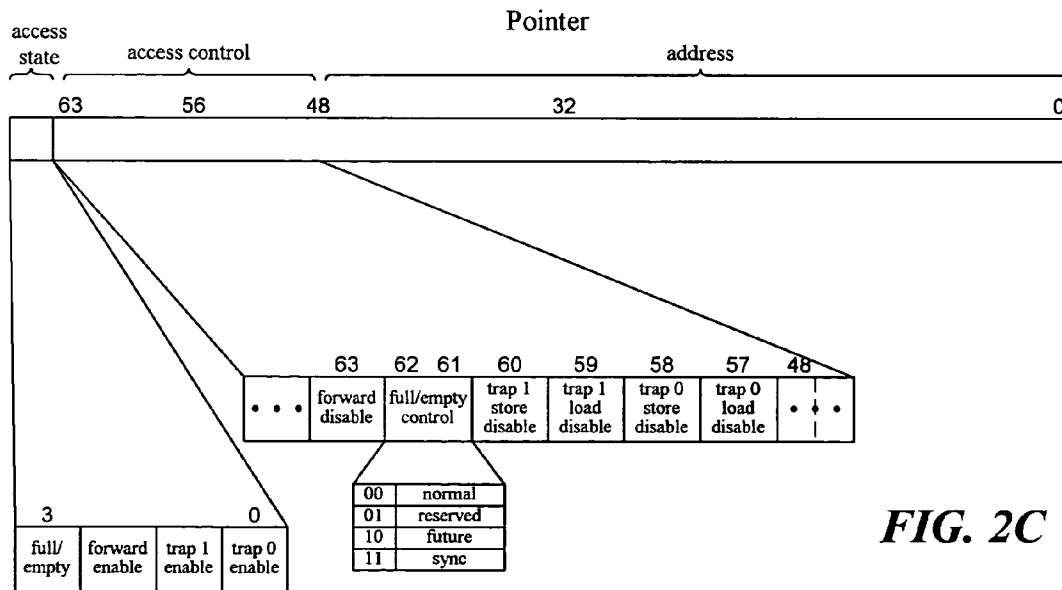 Pointer
access
state
access control
address
63 56 48 32 0
63 62 61 60 59 58 57 48
• • • forward disable full/empty control trap 1 store disable trap 1 load disable trap 0 store disable trap 0 load disable • • •
00 normal
01 reserved
10 future
11 sync
3 0
full/ empty forward enable trap 1 enable trap 0 enable
FIG. 2C